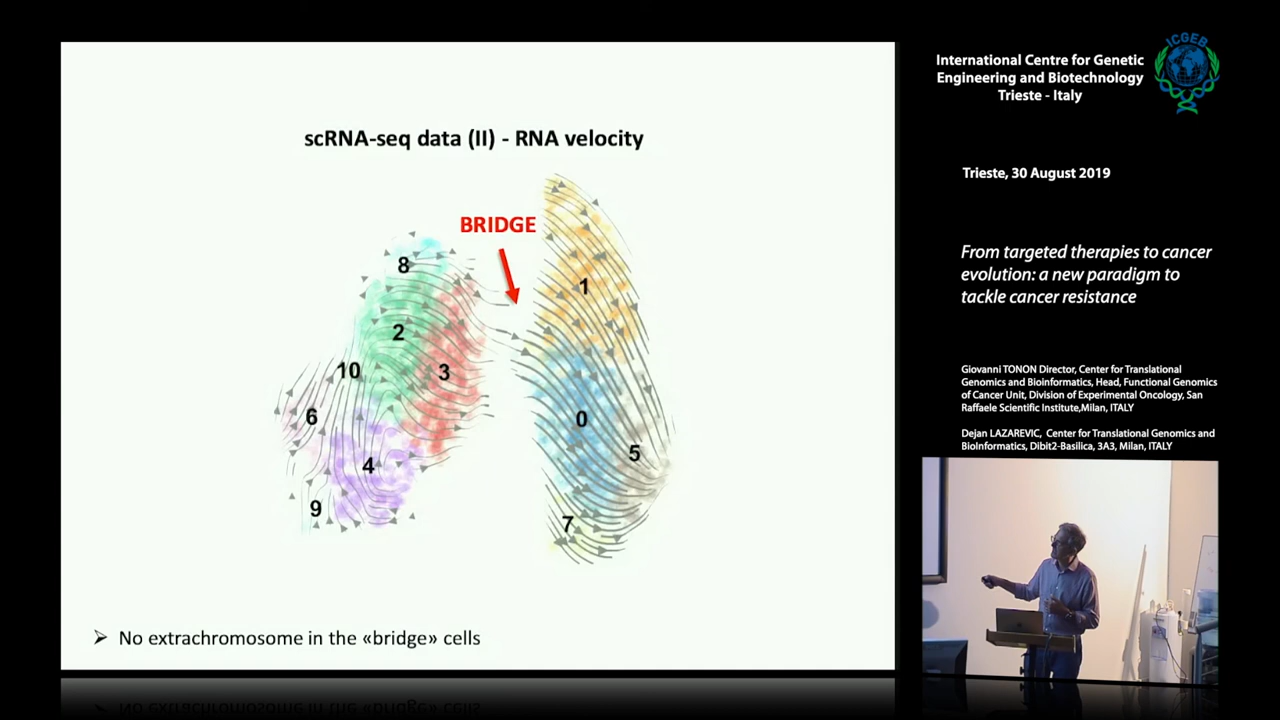 scRNA-seq data (II) - RNA velocity
BRIDGE
8
2
10
3
6
4
9
1
0
5
7
➢ No extrachromosome in the «bridge» cells
International Centre for Genetic
Engineering and Biotechnology
Trieste - Italy
ICGEB
Trieste, 30 August 2019
From targeted therapies to cancer
evolution: a new paradigm to
tackle cancer resistance
Giovanni TONON Director, Center for Translational
Genomics and Bioinformatics, Head, Functional Genomics
of Cancer Unit, Division of Experimental Oncology, San
Raffaele Scientific Institute,Milan, ITALY
Dejan LAZAREVIC, Center for Translational Genomics and
BioInformatics, Dibit2-Basilica, 3A3, Milan, ITALY